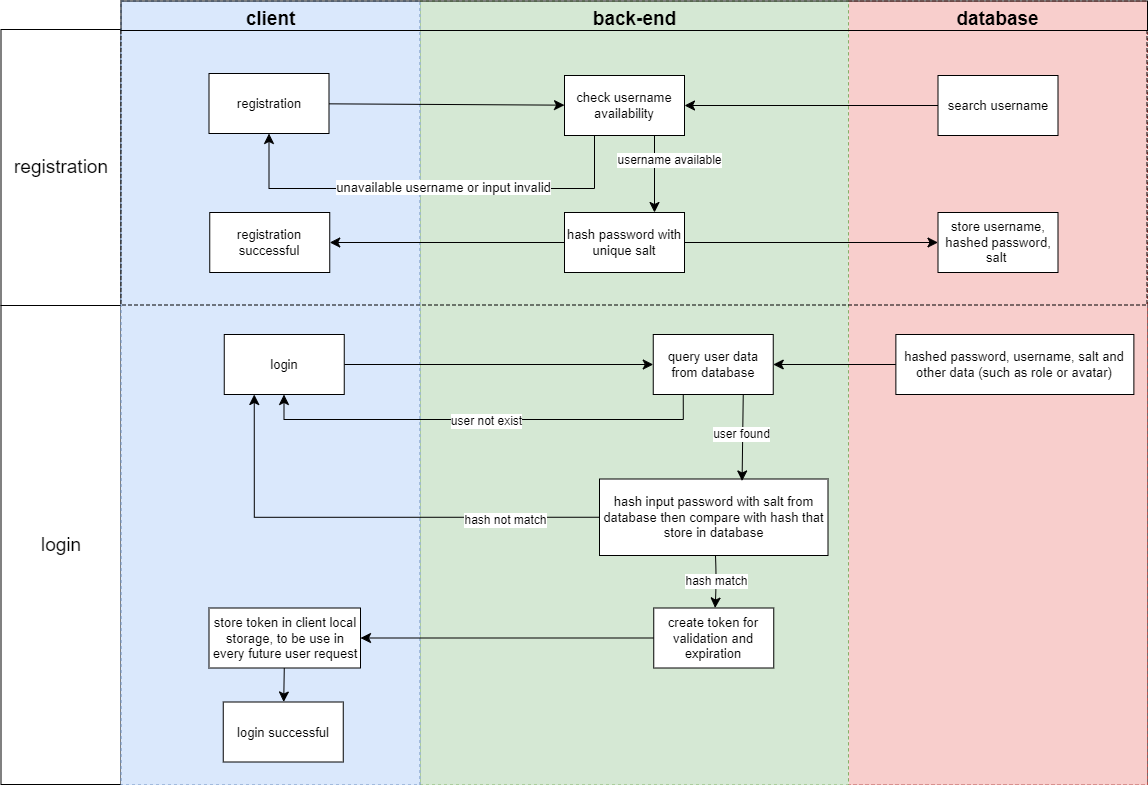 client
back-end
database
registration
registration
check username
availability
search username
username available
unavailable username or input invalid
registration
successful
hash password with
unique salt
store username,
hashed password,
salt
login
login
query user data
from database
hashed password, username, salt and
other data (such as role or avatar)
user not exist
user found
hash input password with salt from
database then compare with hash that
store in database
hash not match
hash match
store token in client local
storage, to be use in
every future user request
create token for
validation and
expiration
login successful